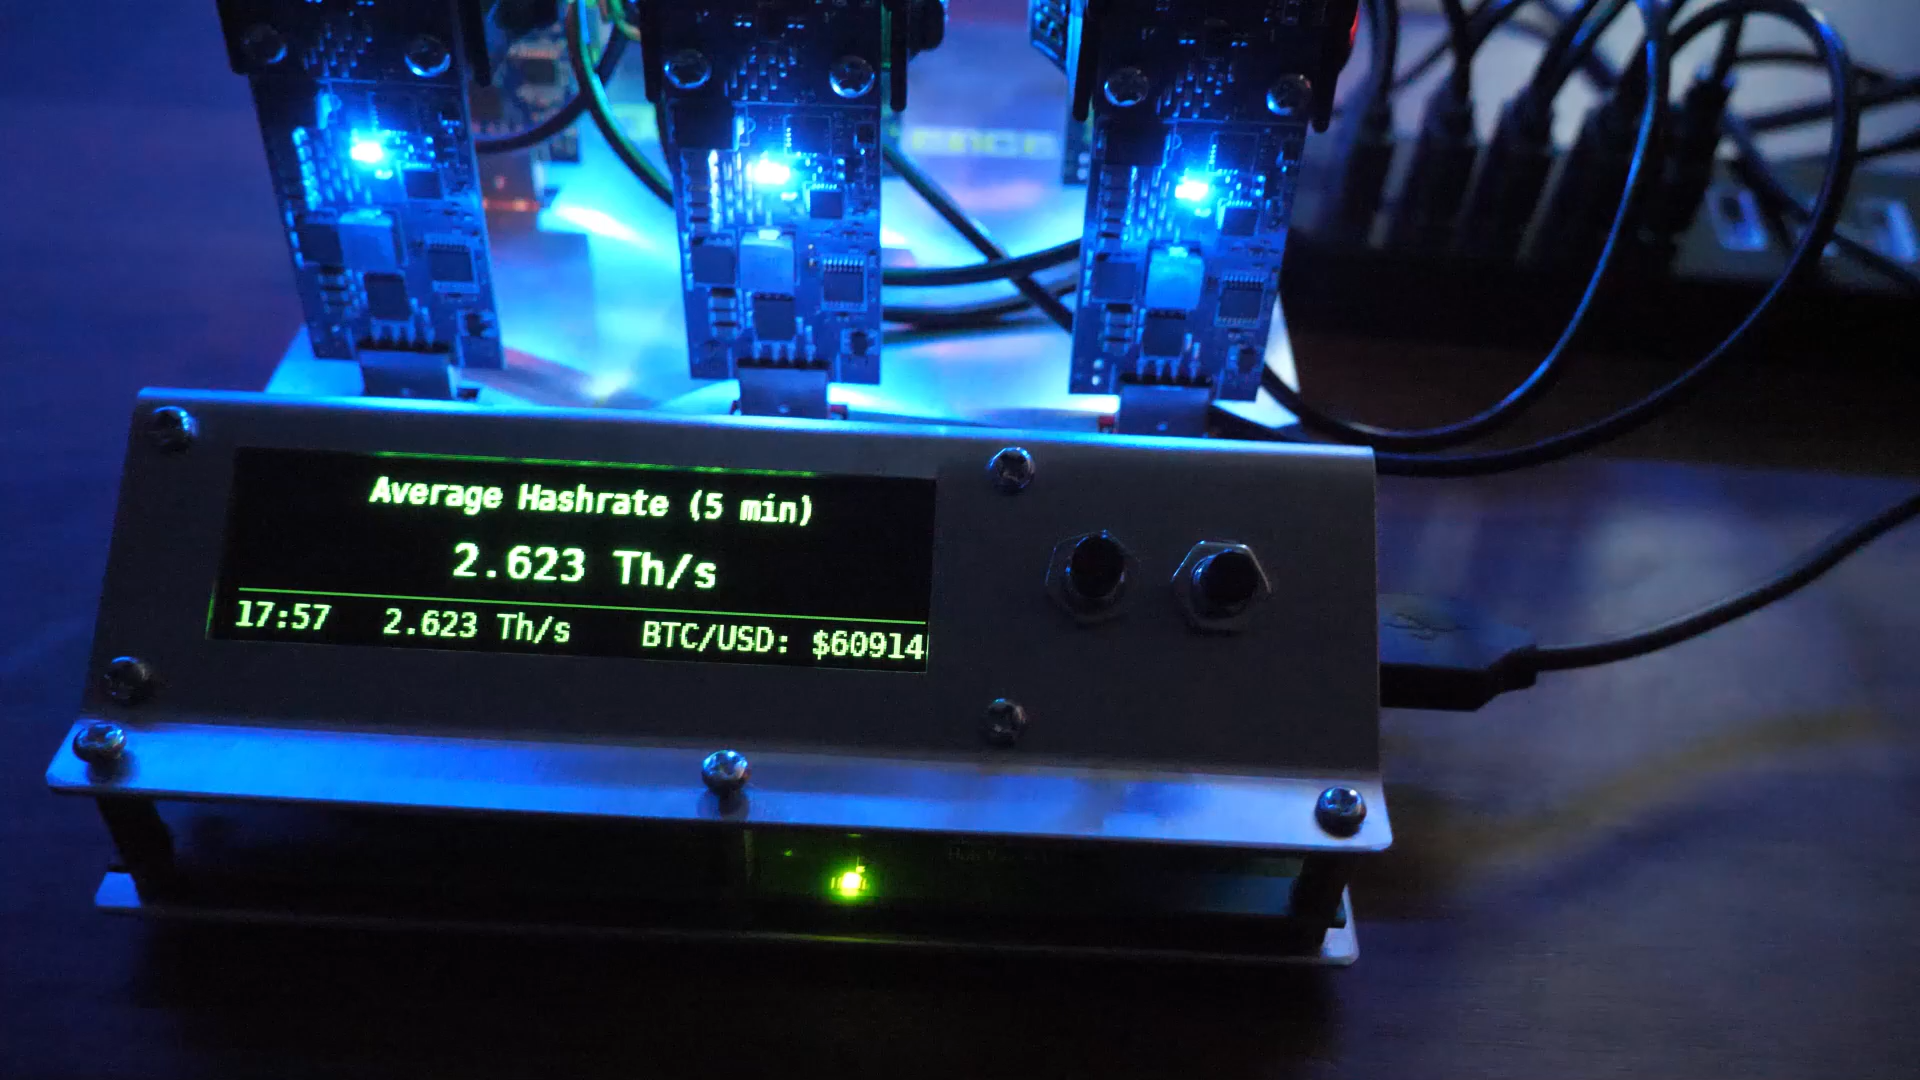 Average Hashrate (5 min)
2.623 Th/s
17:57 2.623 Th/s BTC/USD: $60914